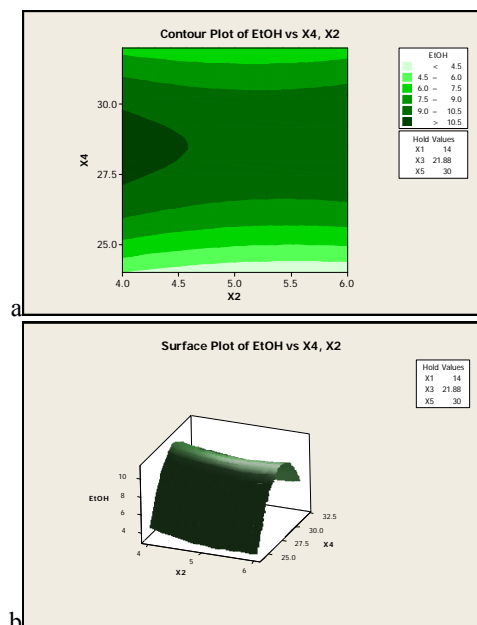 Contour Plot of EtOH vs X4, X2
EtOH
< 4.5
4.5 – 6.0
6.0 – 7.5
7.5 – 9.0
9.0 – 10.5
> 10.5
Hold Values
X1 14
X3 21.88
X5 30
X4
30.0
27.5
25.0
4.0 4.5 5.0 5.5 6.0
X2
a
Surface Plot of EtOH vs X4, X2
Hold Values
X1 14
X3 21.88
X5 30
EtOH
10
8
6
4
4 5 6
X2
25.0 27.5 30.0 32.5
X4
b